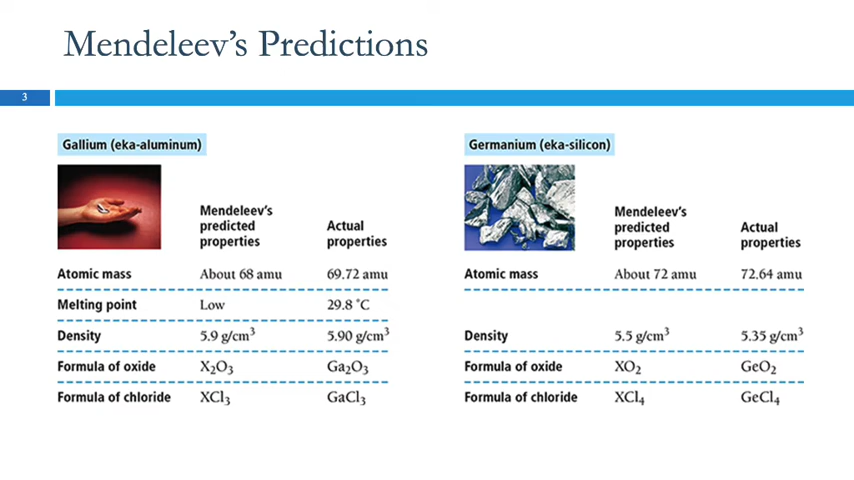 Mendeleev's Predictions
3
Gallium (eka-aluminum)
Mendeleev's predicted properties
Actual properties
Atomic mass About 68 amu 69.72 amu
Melting point Low 29.8 °C
Density 5.9 g/cm³ 5.90 g/cm³
Formula of oxide X₂O₃ Ga₂O₃
Formula of chloride XCl₃ GaCl₃
Germanium (eka-silicon)
Mendeleev's predicted properties
Actual properties
Atomic mass About 72 amu 72.64 amu
Density 5.5 g/cm³ 5.35 g/cm³
Formula of oxide XO₂ GeO₂
Formula of chloride XCl₄ GeCl₄